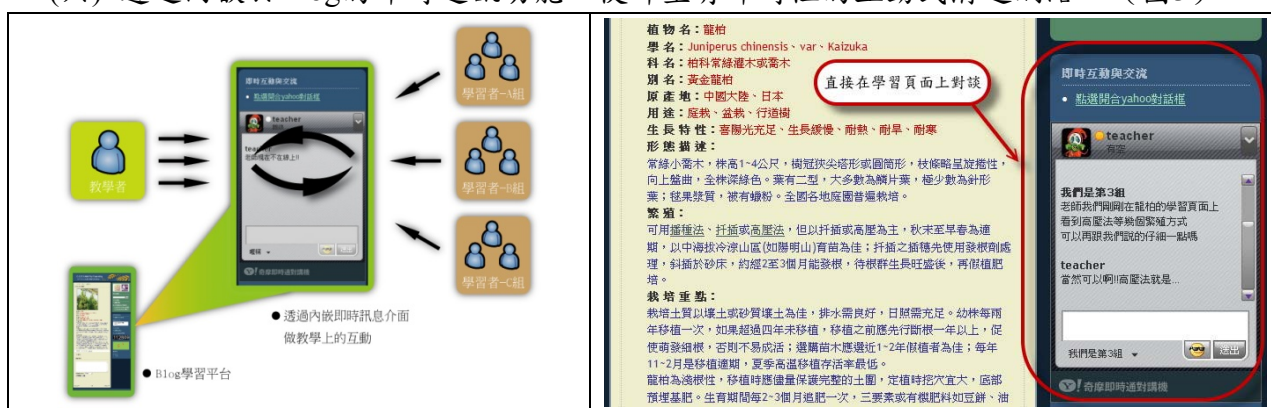 即時互動與交流
點選開合yahoo對話框
teacher
teacher
老師現在不在線上!!
奇摩即時通對講機
教學者
學習者-A組
學習者-B組
學習者-C組
●透過內嵌即時訊息介面
做教學上的互動
●Blog學習平台
植物名：龍柏
學名：Juniperus chinensis、var、Kaizuka
科名：柏科常綠灌木或喬木
別名：黃金龍柏
原產地：中國大陸、日本
用途：庭栽、盆栽、行道樹
生長特性：喜陽光充足、生長緩慢、耐熱、耐旱、耐寒
形態描述：
常綠小喬木，株高1~4公尺，樹冠狹尖塔形或圓筒形，枝條略呈旋捲性，
向上盤曲，全株深綠色。葉有二型，大多數為鱗片葉，極少數為針形
葉；毬果漿質，被有蠟粉。全國各地庭園普遍栽培。
繁殖：
可用播種法、扦插或高壓法，但以扦插或高壓為主，秋末至早春為適
期，以中海拔冷涼山區(如陽明山)育苗為佳；扦插之插穗先使用發根劑處
理，斜插於砂床，約經2至3個月能發根，待根群生長旺盛後，再假植肥
培。
栽培重點：
栽培土質以壤土或砂質壤土為佳，排水需良好，日照需充足。幼株每兩
年移植一次，如果超過四年未移植，移植之前應先行斷根一年以上，促
使萌發細根，否則不易成活；選購苗木應選近1~2年假植者為佳；每年
11~2月是移植適期，夏季高溫移植存活率最低。
龍柏為淺根性，移植時應儘量保護完整的土團，定植時挖穴宜大，底部
預埋基肥。生育期間每2~3個月追肥一次，三要素或有機肥料如豆餅、油
直接在學習頁面上對談
即時互動與交流
點選開合yahoo對話框
teacher
有空
我們是第3組
老師我們剛剛在龍柏的學習頁面上
看到高壓法等幾個繁殖方式
可以再跟我們說的仔細一點嗎
teacher
當然可以啊!!高壓法就是...
我們是第3組
送出
奇摩即時通對講機